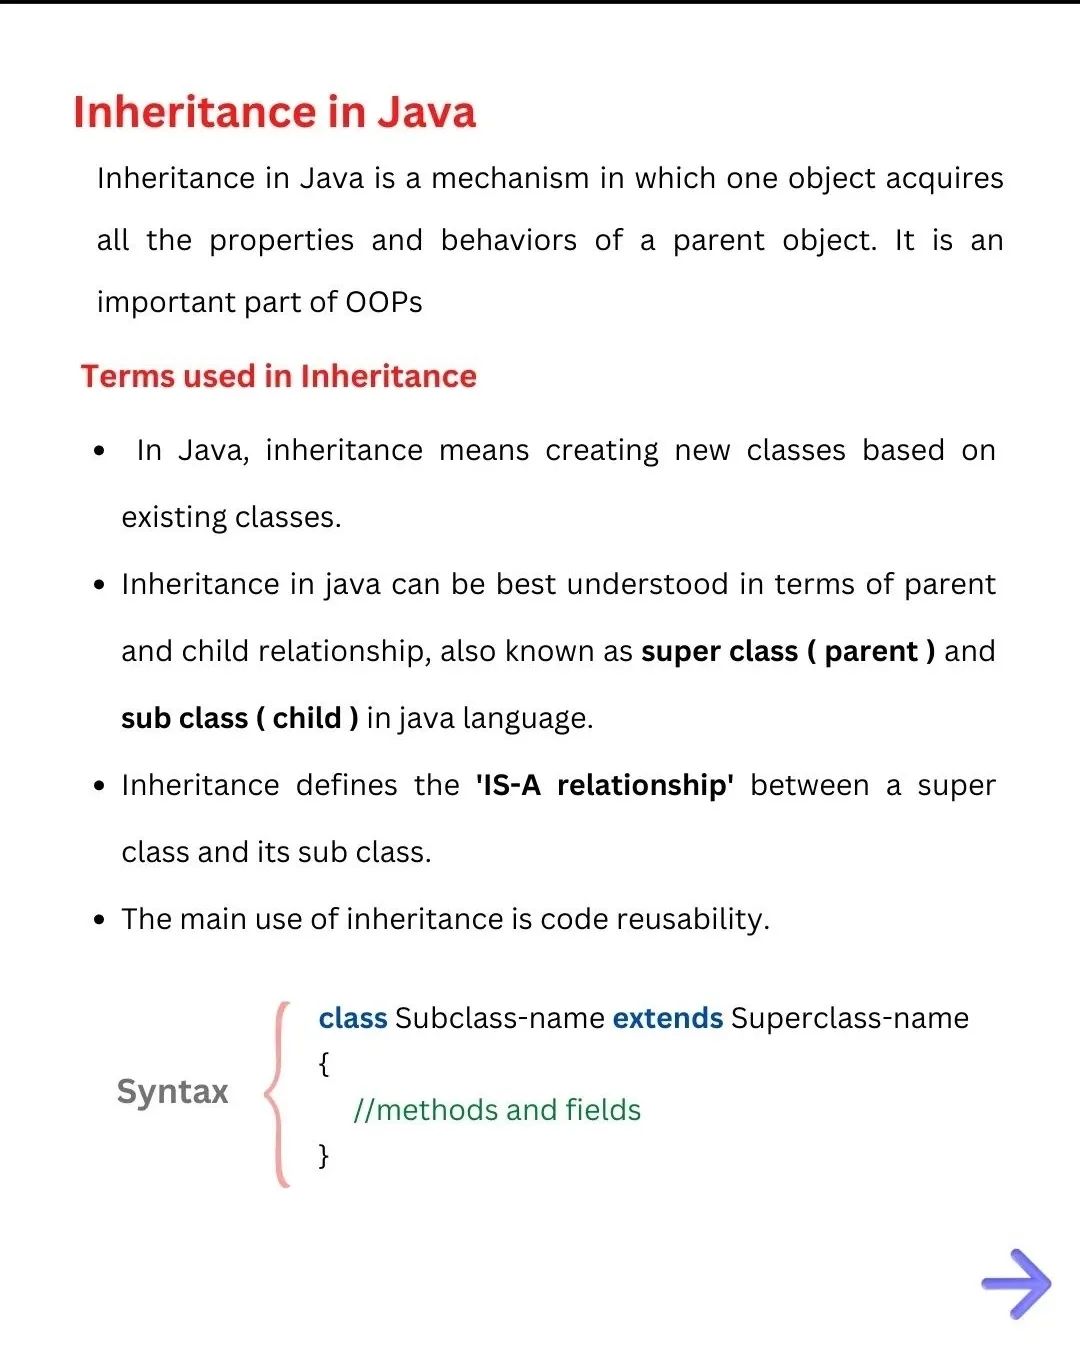 Inheritance in Java
Inheritance in Java is a mechanism in which one object acquires
all the properties and behaviors of a parent object. It is an
important part of OOPs
Terms used in Inheritance
• In Java, inheritance means creating new classes based on
existing classes.
• Inheritance in java can be best understood in terms of parent
and child relationship, also known as super class ( parent ) and
sub class ( child ) in java language.
• Inheritance defines the 'IS-A relationship' between a super
class and its sub class.
• The main use of inheritance is code reusability.
class Subclass-name extends Superclass-name
{
Syntax
//methods and fields
}